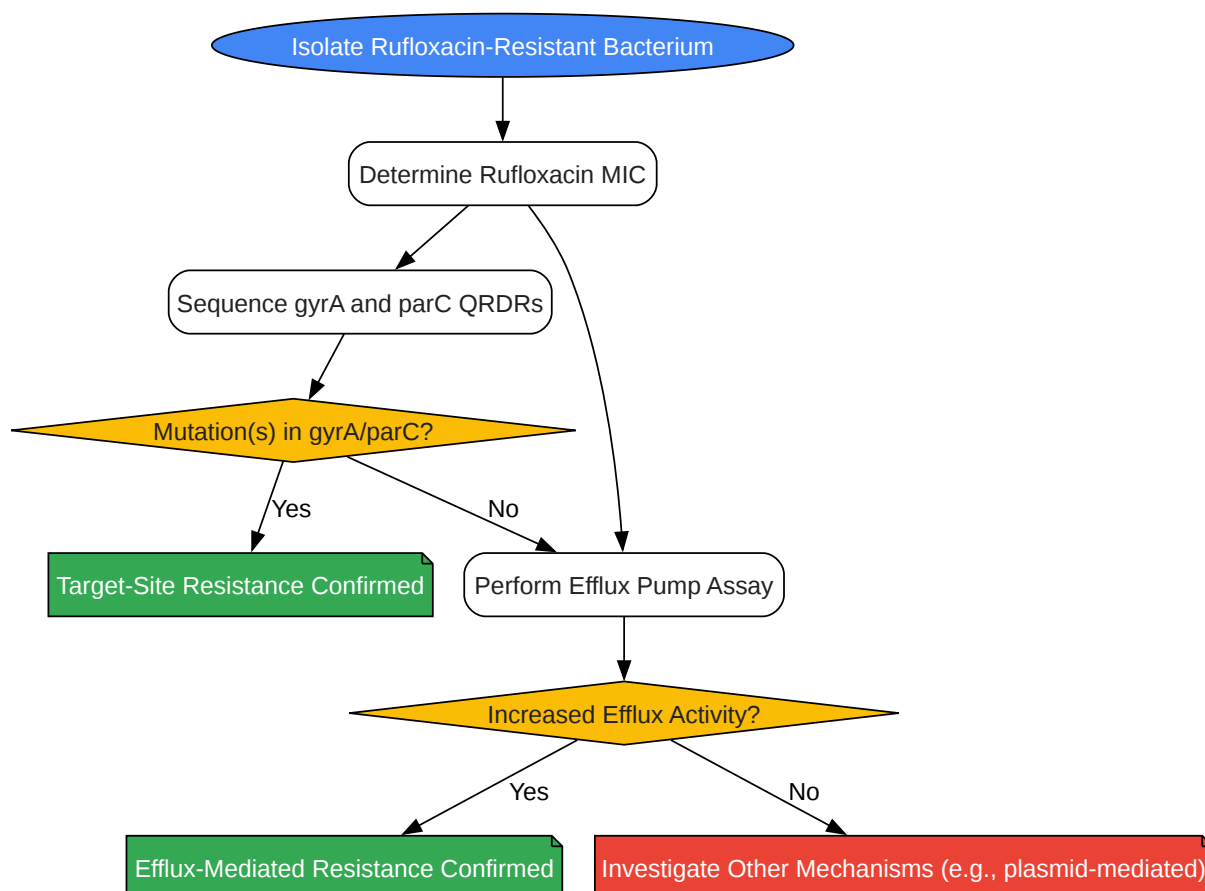 Isolate Rufloxacin-Resistant Bacterium
Determine Rufloxacin MIC
Sequence gyrA and parC QRDRs
Mutation(s) in gyrA/parC?
Yes
No
Target-Site Resistance Confirmed
Perform Efflux Pump Assay
Increased Efflux Activity?
Yes
No
Efflux-Mediated Resistance Confirmed
Investigate Other Mechanisms (e.g., plasmid-mediated)